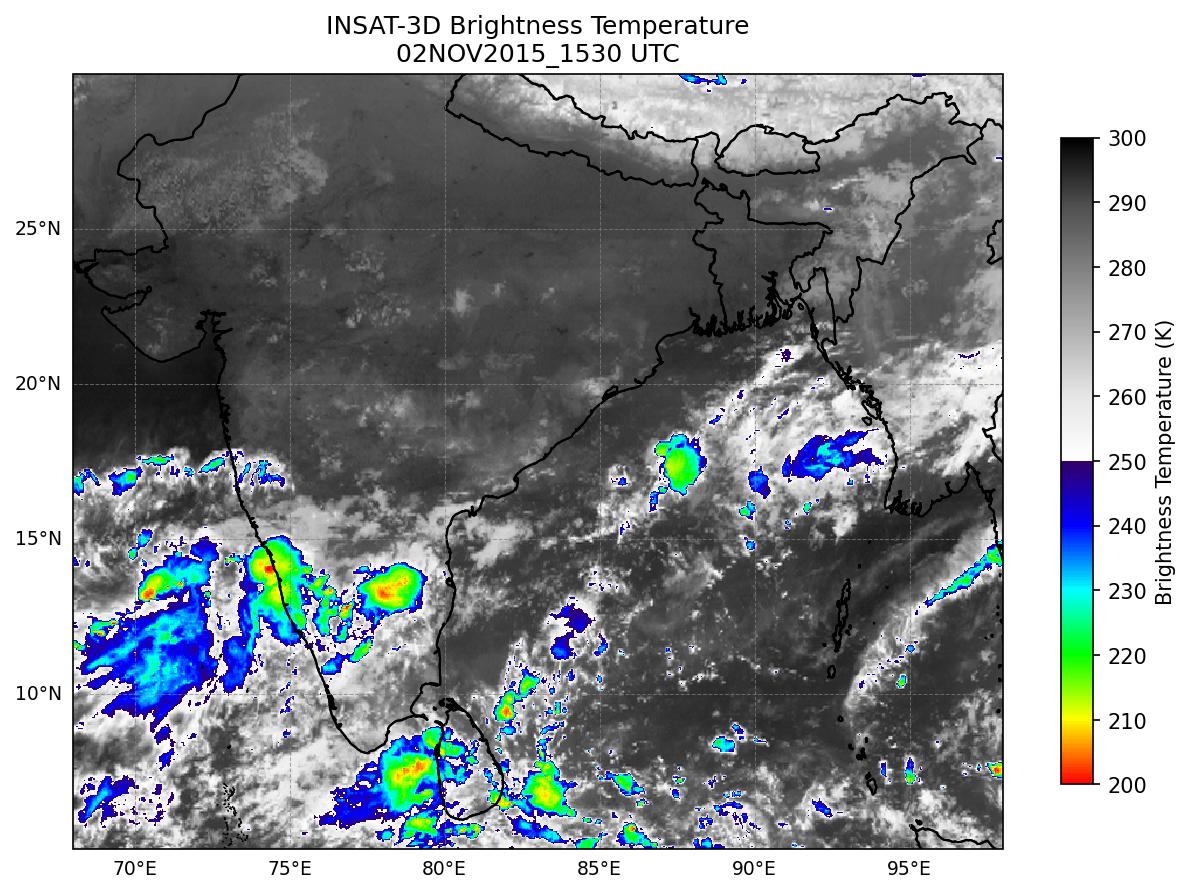 INSAT-3D Brightness Temperature
02NOV2015_1530 UTC
25°N
20°N
15°N
10°N
70°E
75°E
80°E
85°E
90°E
95°E
300
290
280
270
260
250
240
230
220
210
200
Brightness Temperature (K)